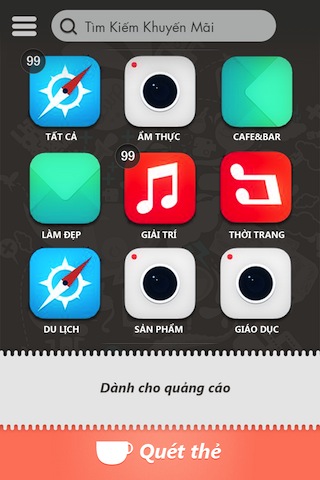 Tìm Kiếm Khuyến Mãi
99
TẤT CẢ
ẨM THỰC
CAFE&BAR
99
LÀM ĐẸP
GIẢI TRÍ
THỜI TRANG
DU LỊCH
SẢN PHẨM
GIÁO DỤC
Dành cho quảng cáo
Quét thẻ